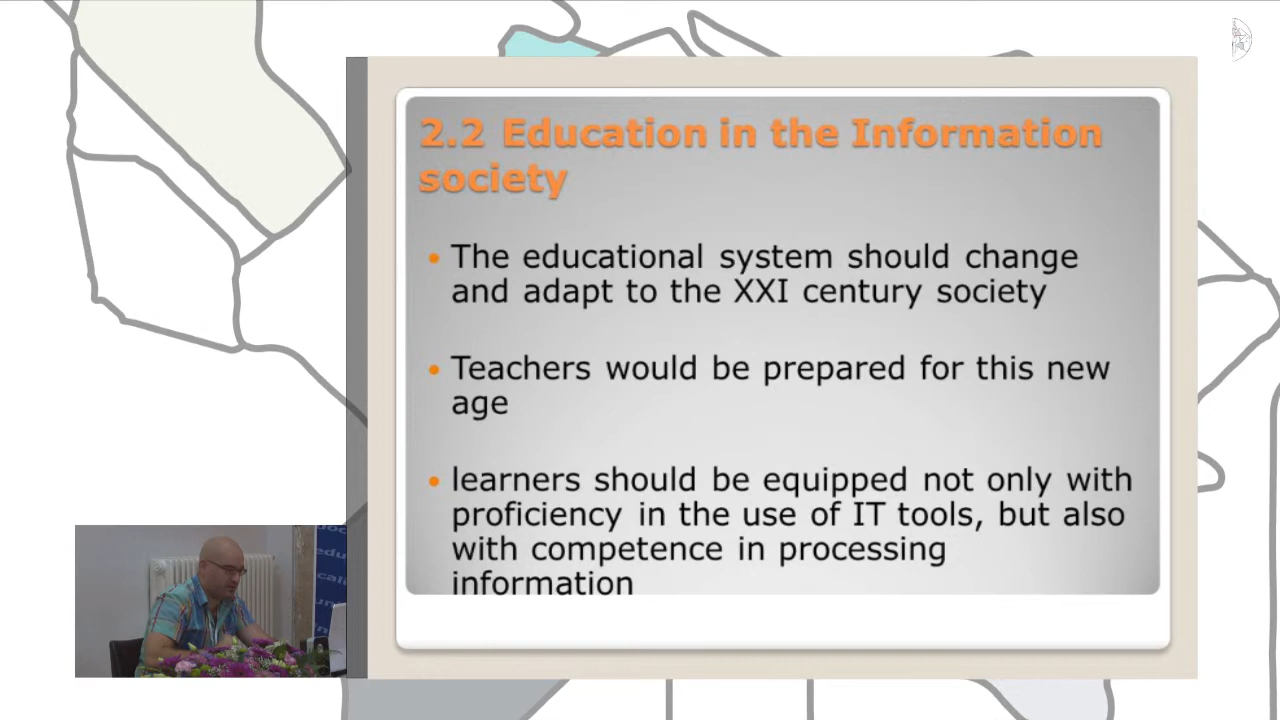 2.2 Education in the Information
society
• The educational system should change
and adapt to the XXI century society
• Teachers would be prepared for this new
age
• learners should be equipped not only with
proficiency in the use of IT tools, but also
with competence in processing
information